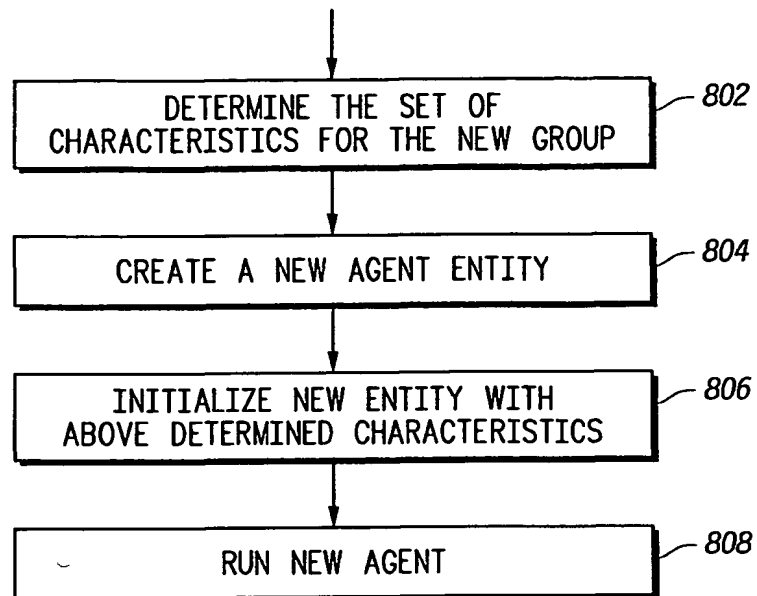 DETERMINE THE SET OF
CHARACTERISTICS FOR THE NEW GROUP
802
CREATE A NEW AGENT ENTITY
804
INITIALIZE NEW ENTITY WITH
ABOVE DETERMINED CHARACTERISTICS
806
RUN NEW AGENT
808